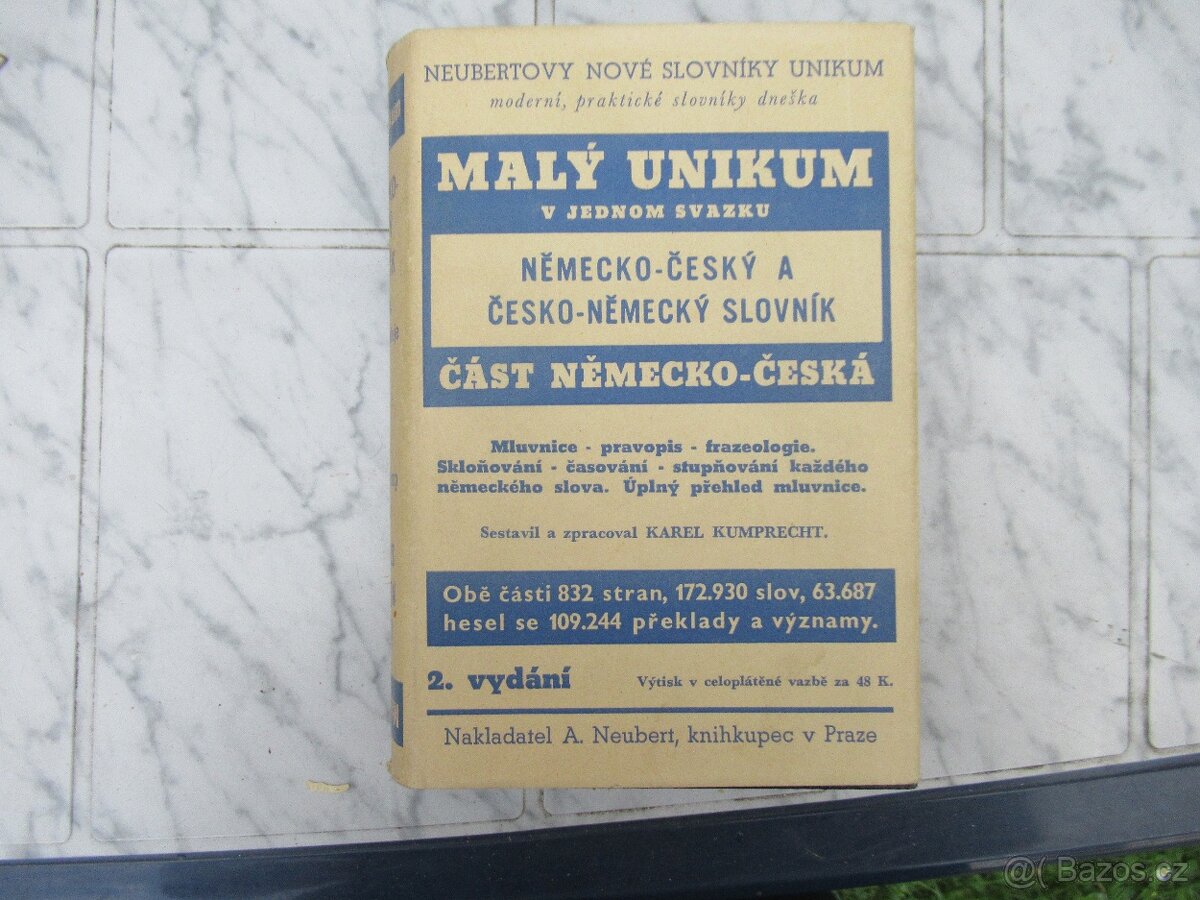 NEUBERTOVY NOVÉ SLOVNÍKY UNIKUM
moderní, praktické slovníky dneška
MALÝ UNIKUM
V JEDNOM SVAZKU
NĚMECKO-ČESKÝ A
ČESKO-NĚMECKÝ SLOVNÍK
ČÁST NĚMECKO-ČESKÁ
Mluvnice - pravopis - frazeologie.
Skloňování - časování - stupňování každého
německého slova. Úplný přehled mluvnice.
Sestavil a zpracoval KAREL KUMPRECHT.
Obě části 832 stran, 172.930 slov, 63.687
hesel se 109.244 překlady a významy.
2. vydání
Výtisk v celoplátěné vazbě za 48 K.
Nakladatel A. Neubert, knihkupec v Praze
@( Bazos.cz